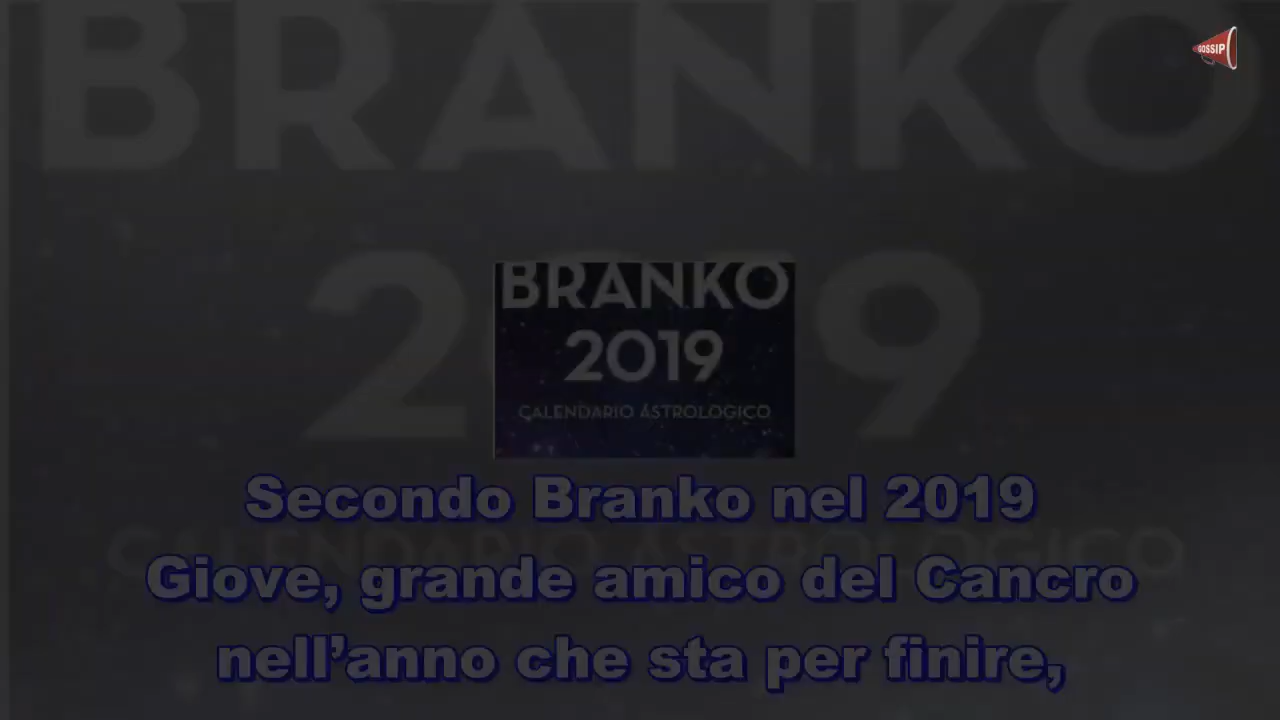 BRANKO
GOSSIP
2019
BRANKO
2019
CALENDARIO ASTROLOGICO
CALENDARIO ASTROLOGICO
Secondo Branko nel 2019
Giove, grande amico del Cancro
nell’anno che sta per finire,